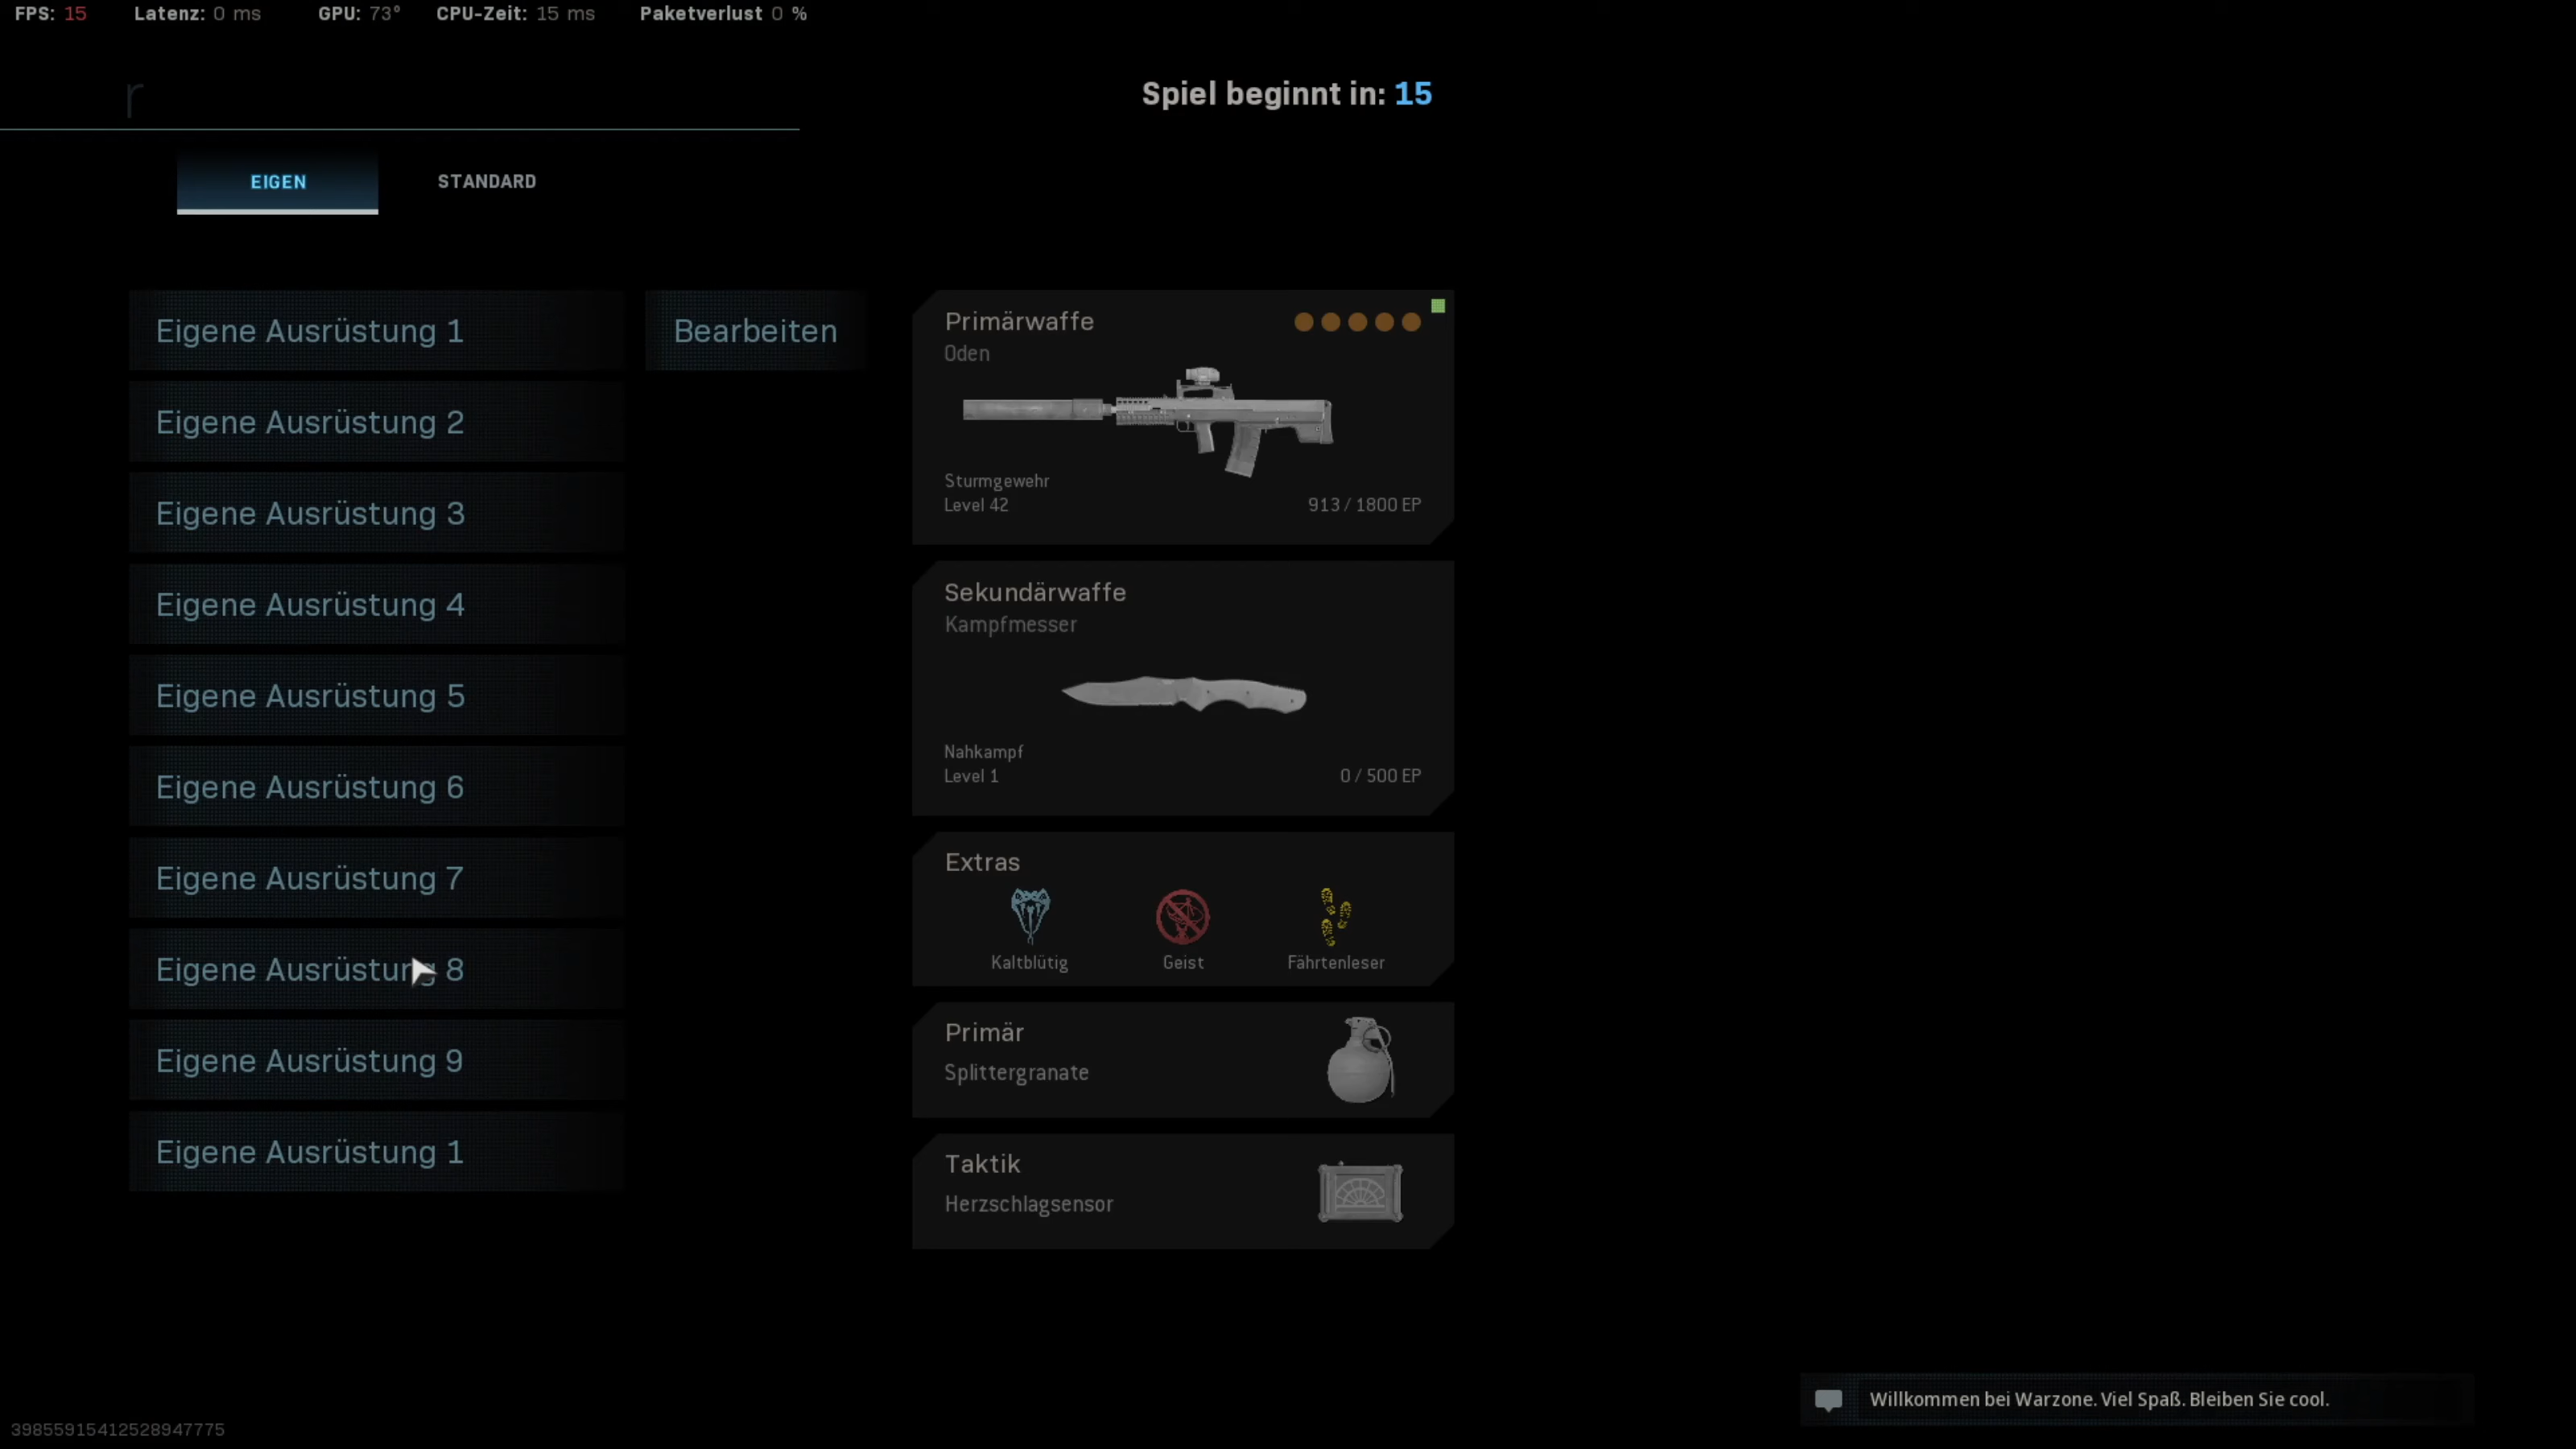 FPS: 15 Latenz: 0 ms GPU: 73° CPU-Zeit: 15 ms Paketverlust 0 %
r
Spiel beginnt in: 15
EIGEN STANDARD
Eigene Ausrüstung 1
Eigene Ausrüstung 2
Eigene Ausrüstung 3
Eigene Ausrüstung 4
Eigene Ausrüstung 5
Eigene Ausrüstung 6
Eigene Ausrüstung 7
Eigene Ausrüstung 8
Eigene Ausrüstung 9
Eigene Ausrüstung 1
Bearbeiten
Primärwaffe
Oden
Sturmgewehr
Level 42 913 / 1800 EP
Sekundärwaffe
Kampfmesser
Nahkampf
Level 1 0 / 500 EP
Extras
Kaltblütig Geist Fährtenleser
Primär
Splittergranate
Taktik
Herzschlagsensor
Willkommen bei Warzone. Viel Spaß. Bleiben Sie cool.
39855915412528947775